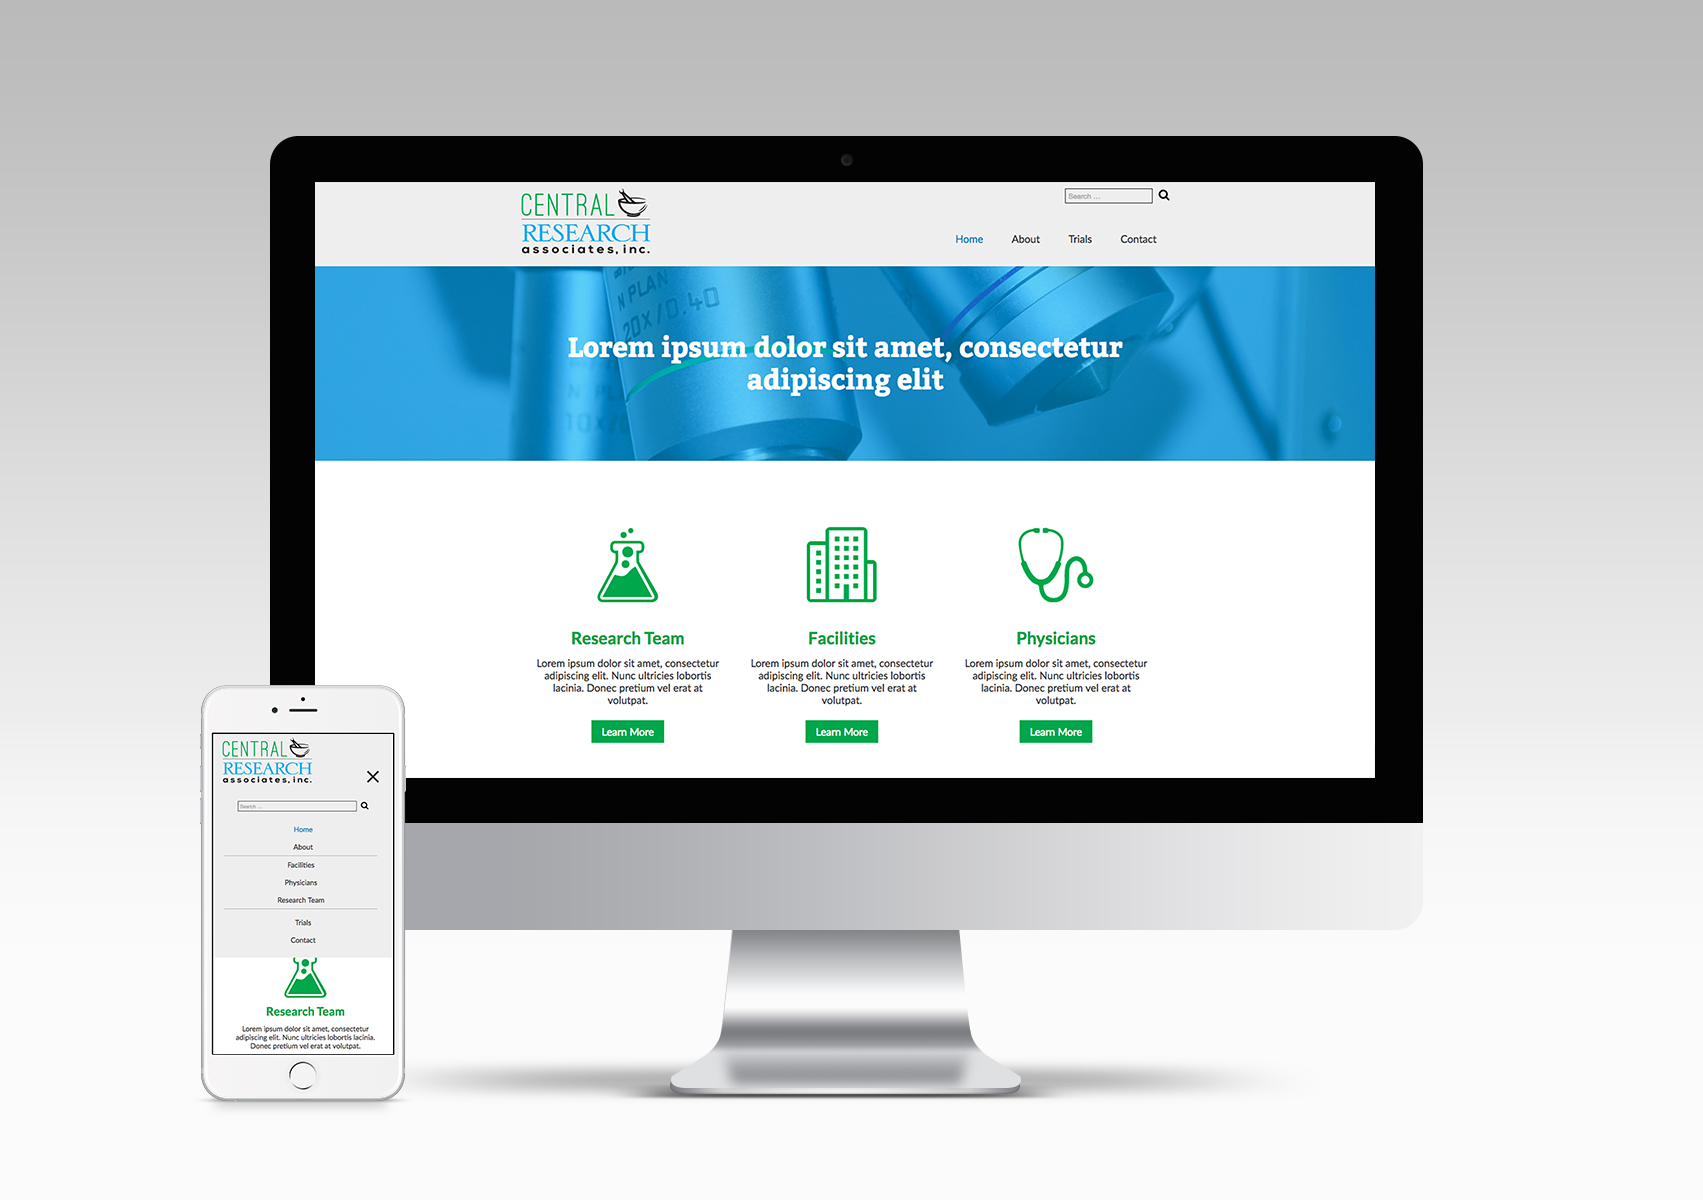 CENTRAL
RESEARCH
associates, inc.
Search ...
Home About Trials Contact
N PLAN
20X/0.40
N PLAN
10X/0
Lorem ipsum dolor sit amet, consectetur
adipiscing elit
Research Team
Lorem ipsum dolor sit amet, consectetur
adipiscing elit. Nunc ultricies lobortis
lacinia. Donec pretium vel erat at
volutpat.
Learn More
Facilities
Lorem ipsum dolor sit amet, consectetur
adipiscing elit. Nunc ultricies lobortis
lacinia. Donec pretium vel erat at
volutpat.
Learn More
Physicians
Lorem ipsum dolor sit amet, consectetur
adipiscing elit. Nunc ultricies lobortis
lacinia. Donec pretium vel erat at
volutpat.
Learn More
CENTRAL
RESEARCH
associates, inc.
Search ...
Home
About
Facilities
Physicians
Research Team
Trials
Contact
Research Team
Lorem ipsum dolor sit amet, consectetur
adipiscing elit. Nunc ultricies lobortis lacinia.
Donec pretium vel erat at volutpat.